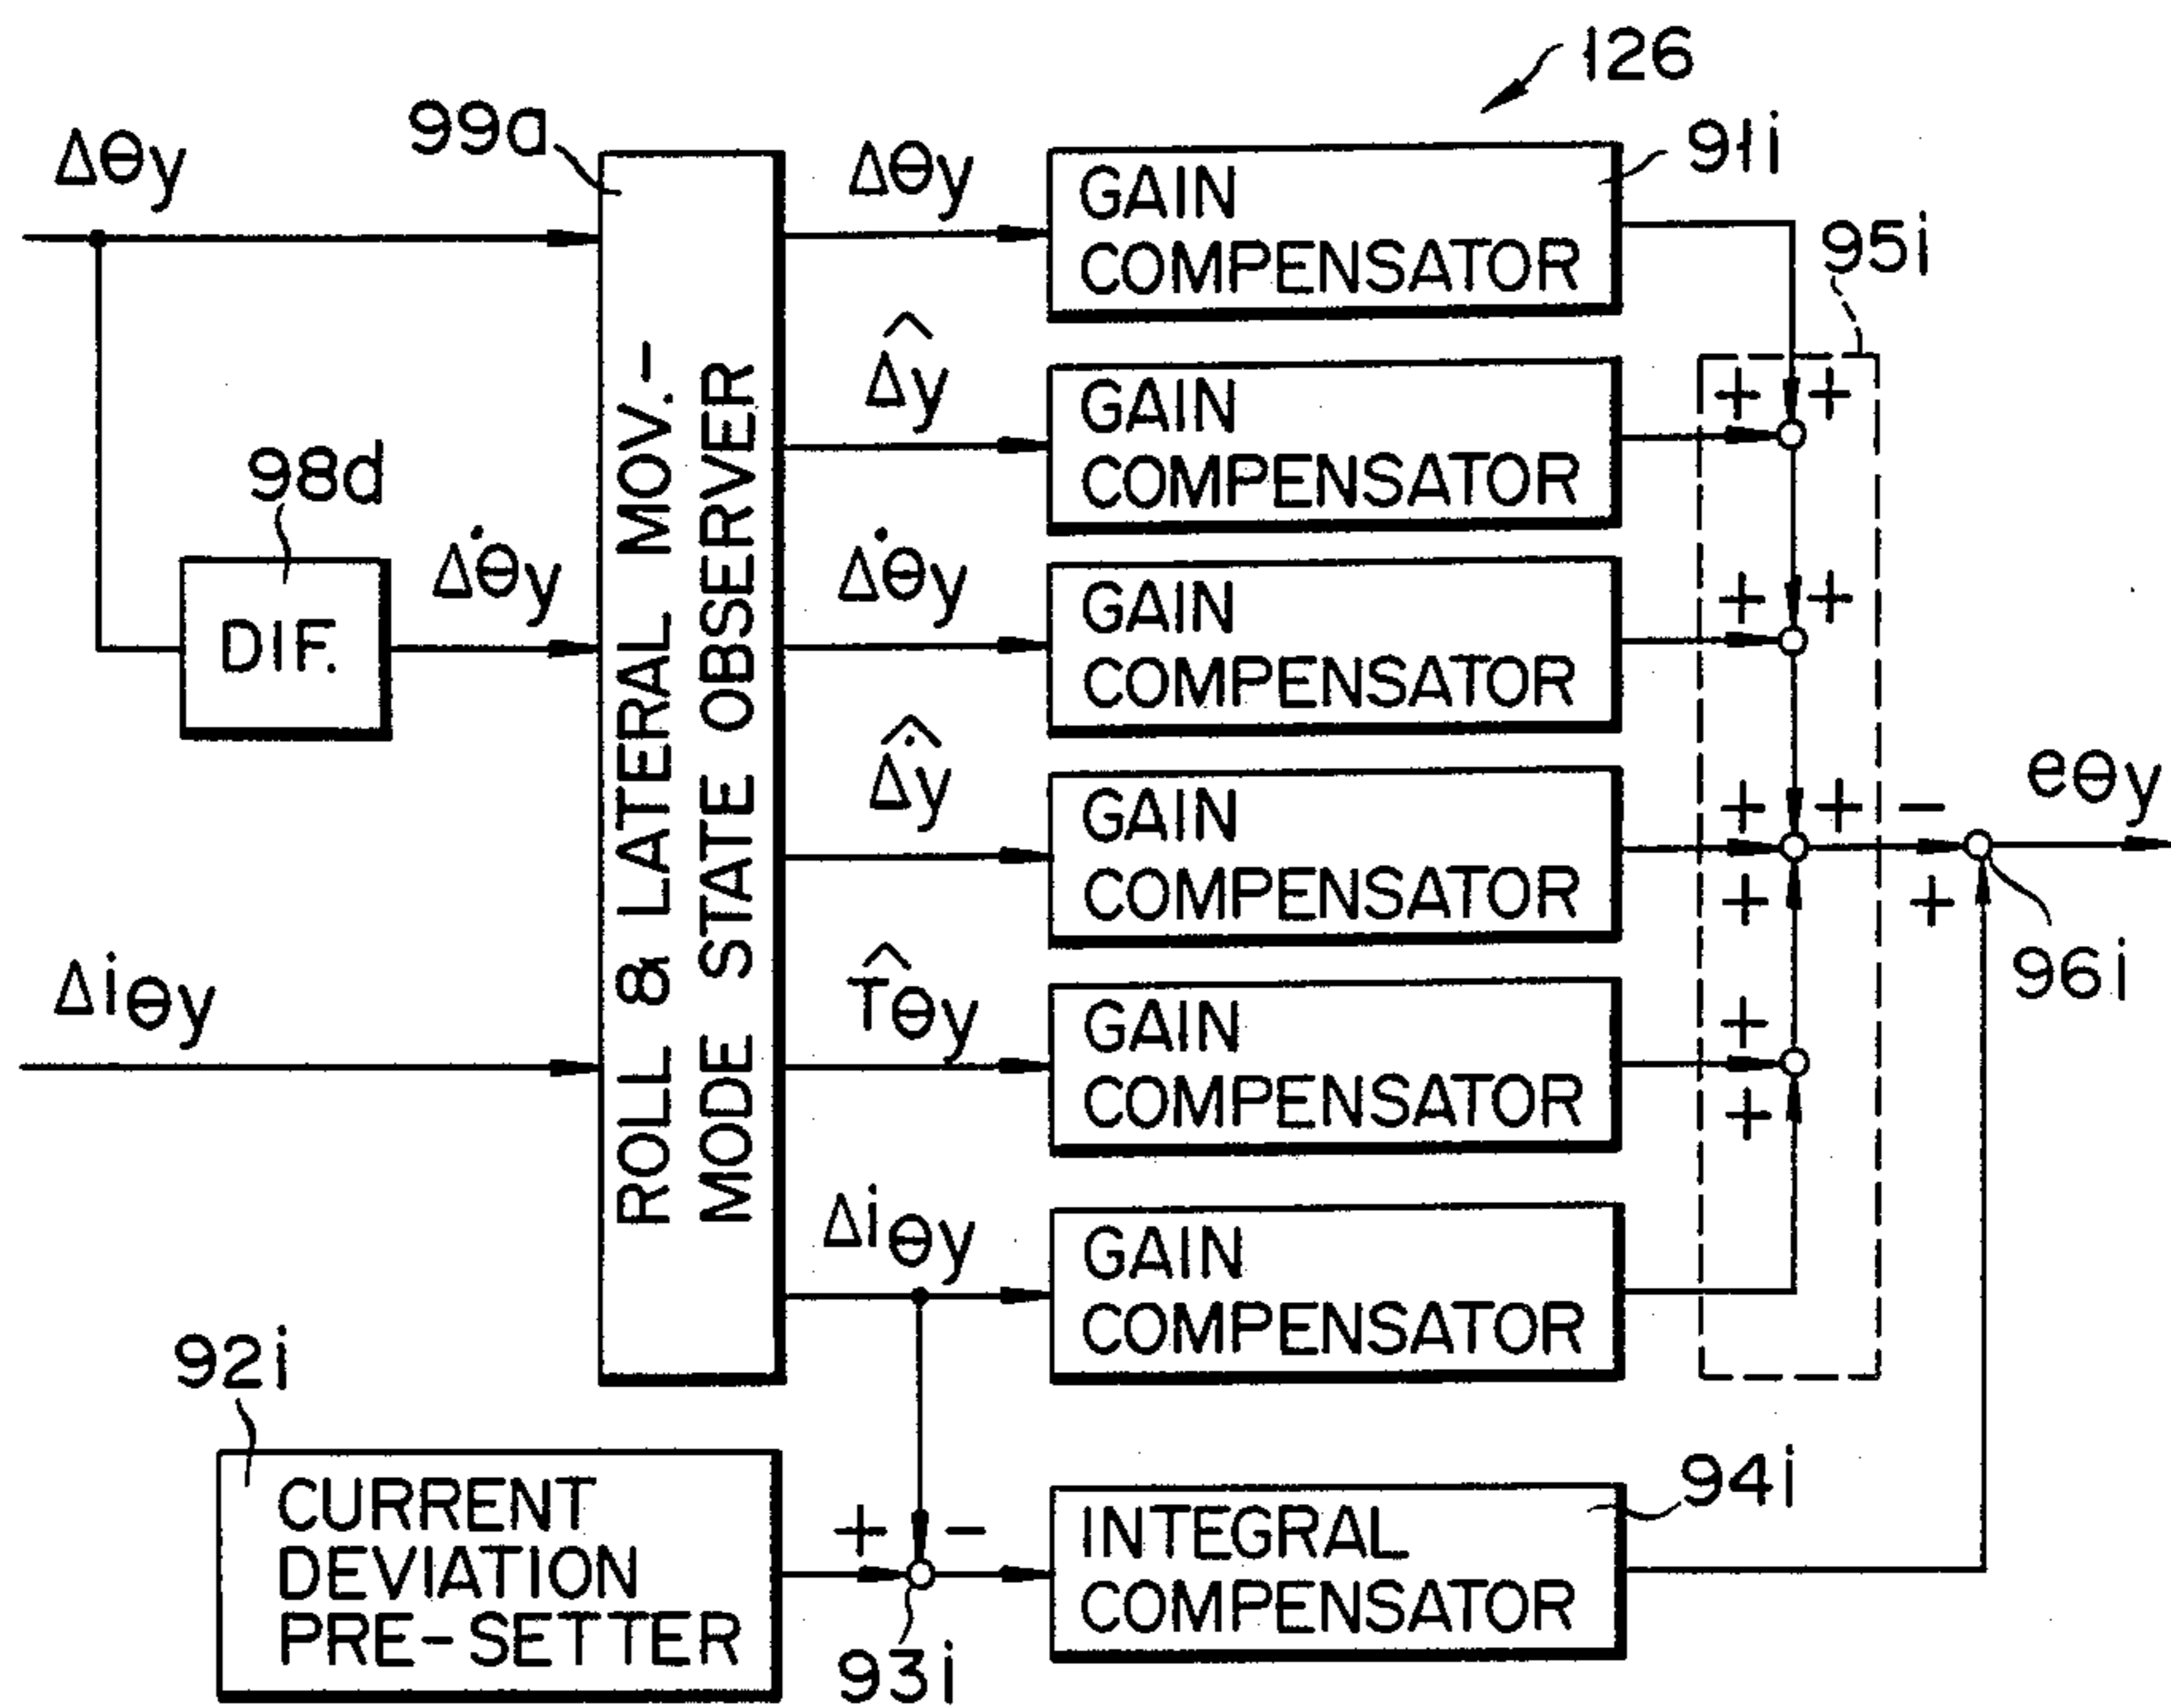 126
Δθy
99a
Δθy
GAIN
COMPENSATOR
91i
95i
Δŷ
GAIN
COMPENSATOR
+ +
98d
DIF.
Δθ̇y
ROLL & LATERAL MOV.-
MODE STATE OBSERVER
Δθ̇y
GAIN
COMPENSATOR
+ +
Δẏ̂
GAIN
COMPENSATOR
+ + −
eθy
+ +
96i
Δiθy
T̂θy
GAIN
COMPENSATOR
+
+
Δiθy
GAIN
COMPENSATOR
92i
CURRENT
DEVIATION
PRE-SETTER
+ −
93i
INTEGRAL
COMPENSATOR
94i